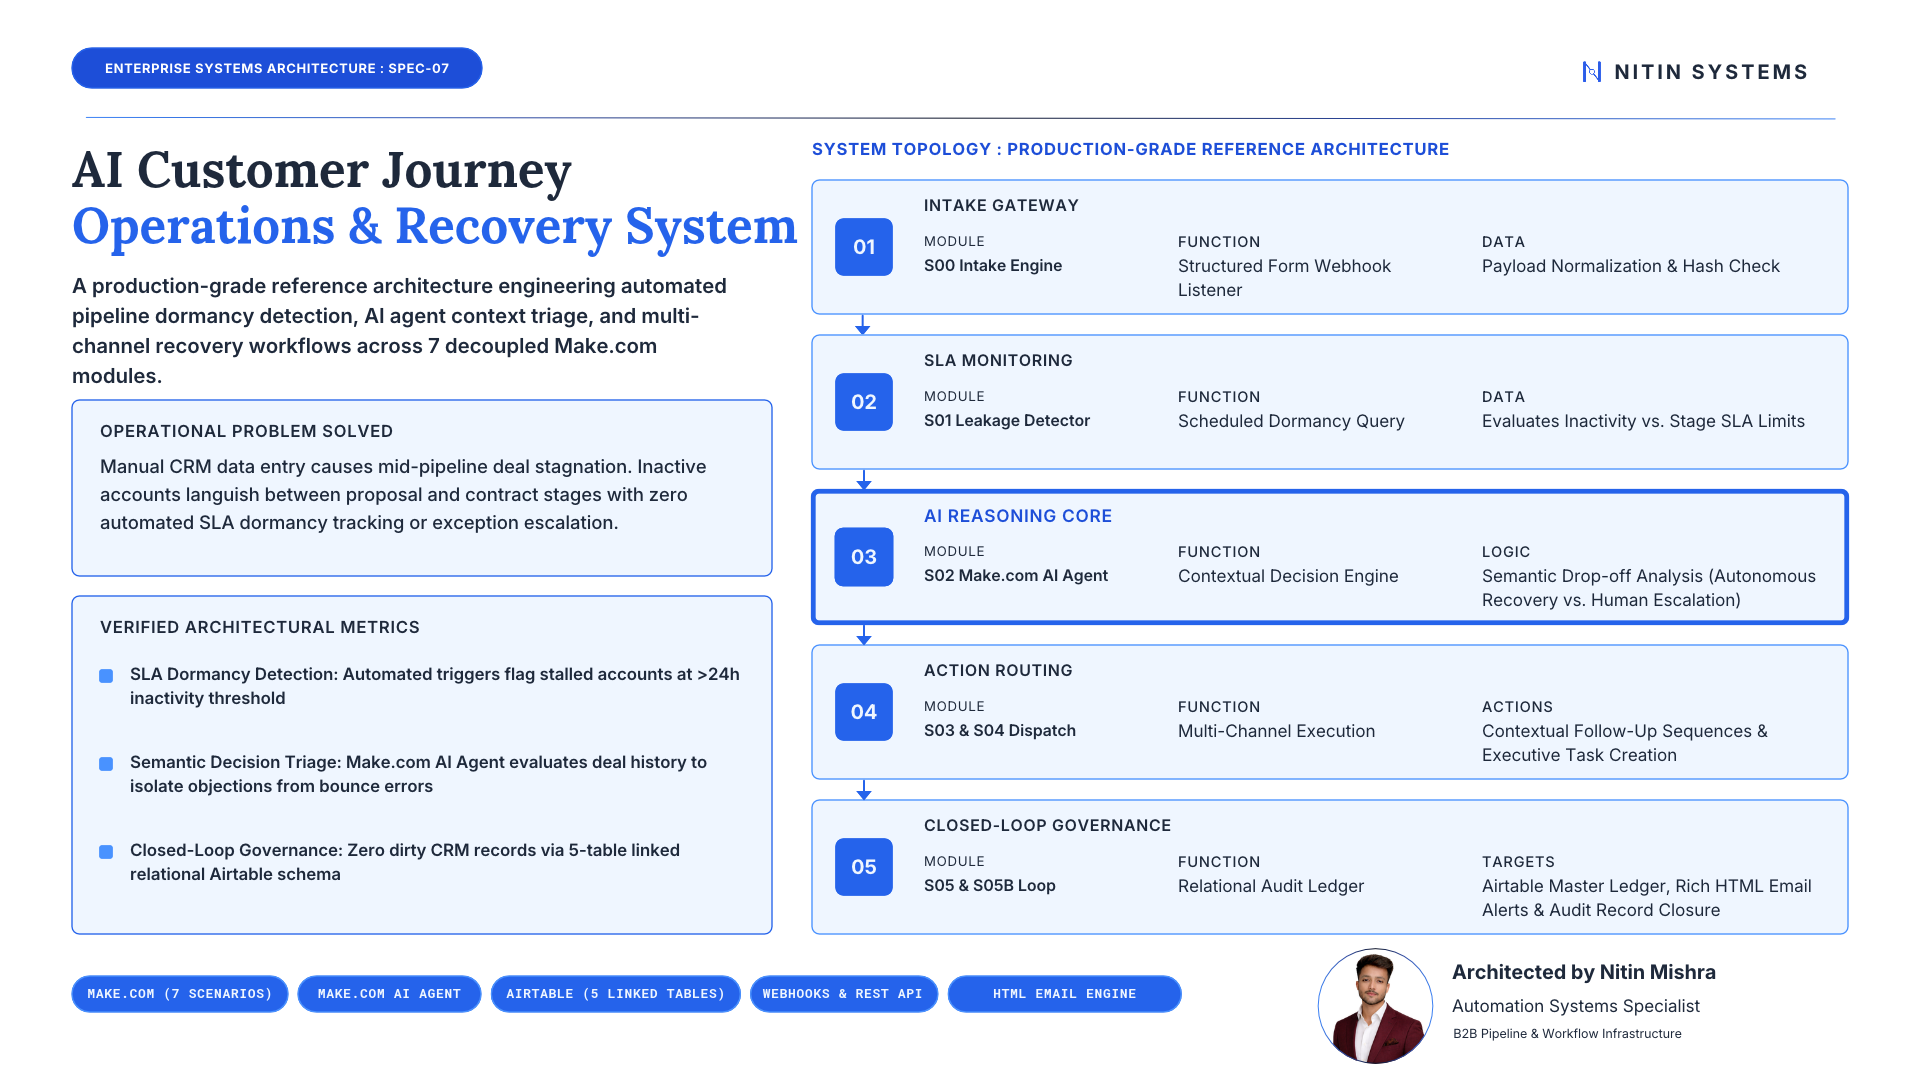 ENTERPRISE SYSTEMS ARCHITECTURE : SPEC-07
NITIN SYSTEMS
AI Customer Journey
Operations & Recovery System
A production-grade reference architecture engineering automated
pipeline dormancy detection, AI agent context triage, and multi-
channel recovery workflows across 7 decoupled Make.com
modules.
OPERATIONAL PROBLEM SOLVED
Manual CRM data entry causes mid-pipeline deal stagnation. Inactive
accounts languish between proposal and contract stages with zero
automated SLA dormancy tracking or exception escalation.
VERIFIED ARCHITECTURAL METRICS
SLA Dormancy Detection: Automated triggers flag stalled accounts at >24h
inactivity threshold
Semantic Decision Triage: Make.com AI Agent evaluates deal history to
isolate objections from bounce errors
Closed-Loop Governance: Zero dirty CRM records via 5-table linked
relational Airtable schema
SYSTEM TOPOLOGY : PRODUCTION-GRADE REFERENCE ARCHITECTURE
01
INTAKE GATEWAY
MODULE
S00 Intake Engine
FUNCTION
Structured Form Webhook
Listener
DATA
Payload Normalization & Hash Check
02
SLA MONITORING
MODULE
S01 Leakage Detector
FUNCTION
Scheduled Dormancy Query
DATA
Evaluates Inactivity vs. Stage SLA Limits
03
AI REASONING CORE
MODULE
S02 Make.com AI Agent
FUNCTION
Contextual Decision Engine
LOGIC
Semantic Drop-off Analysis (Autonomous
Recovery vs. Human Escalation)
04
ACTION ROUTING
MODULE
S03 & S04 Dispatch
FUNCTION
Multi-Channel Execution
ACTIONS
Contextual Follow-Up Sequences &
Executive Task Creation
05
CLOSED-LOOP GOVERNANCE
MODULE
S05 & S05B Loop
FUNCTION
Relational Audit Ledger
TARGETS
Airtable Master Ledger, Rich HTML Email
Alerts & Audit Record Closure
MAKE.COM (7 SCENARIOS)
MAKE.COM AI AGENT
AIRTABLE (5 LINKED TABLES)
WEBHOOKS & REST API
HTML EMAIL ENGINE
Architected by Nitin Mishra
Automation Systems Specialist
B2B Pipeline & Workflow Infrastructure